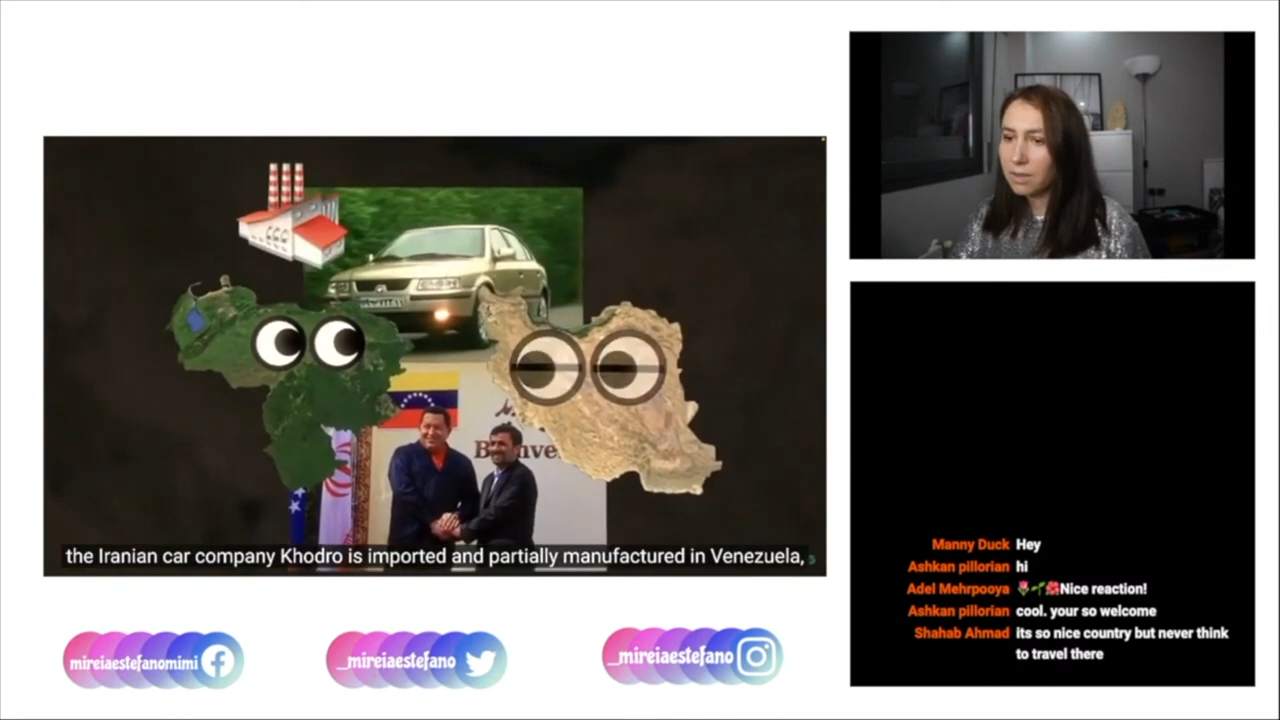 the Iranian car company Khodro is imported and partially manufactured in Venezuela,
Manny Duck Hey
Ashkan pillorian hi
Adel Mehrpooya 🌷🌱🌺Nice reaction!
Ashkan pillorian cool. your so welcome
Shahab Ahmad its so nice country but never think
to travel there
mireiaestefanomimi
_mireiaestefano
_mireiaestefano